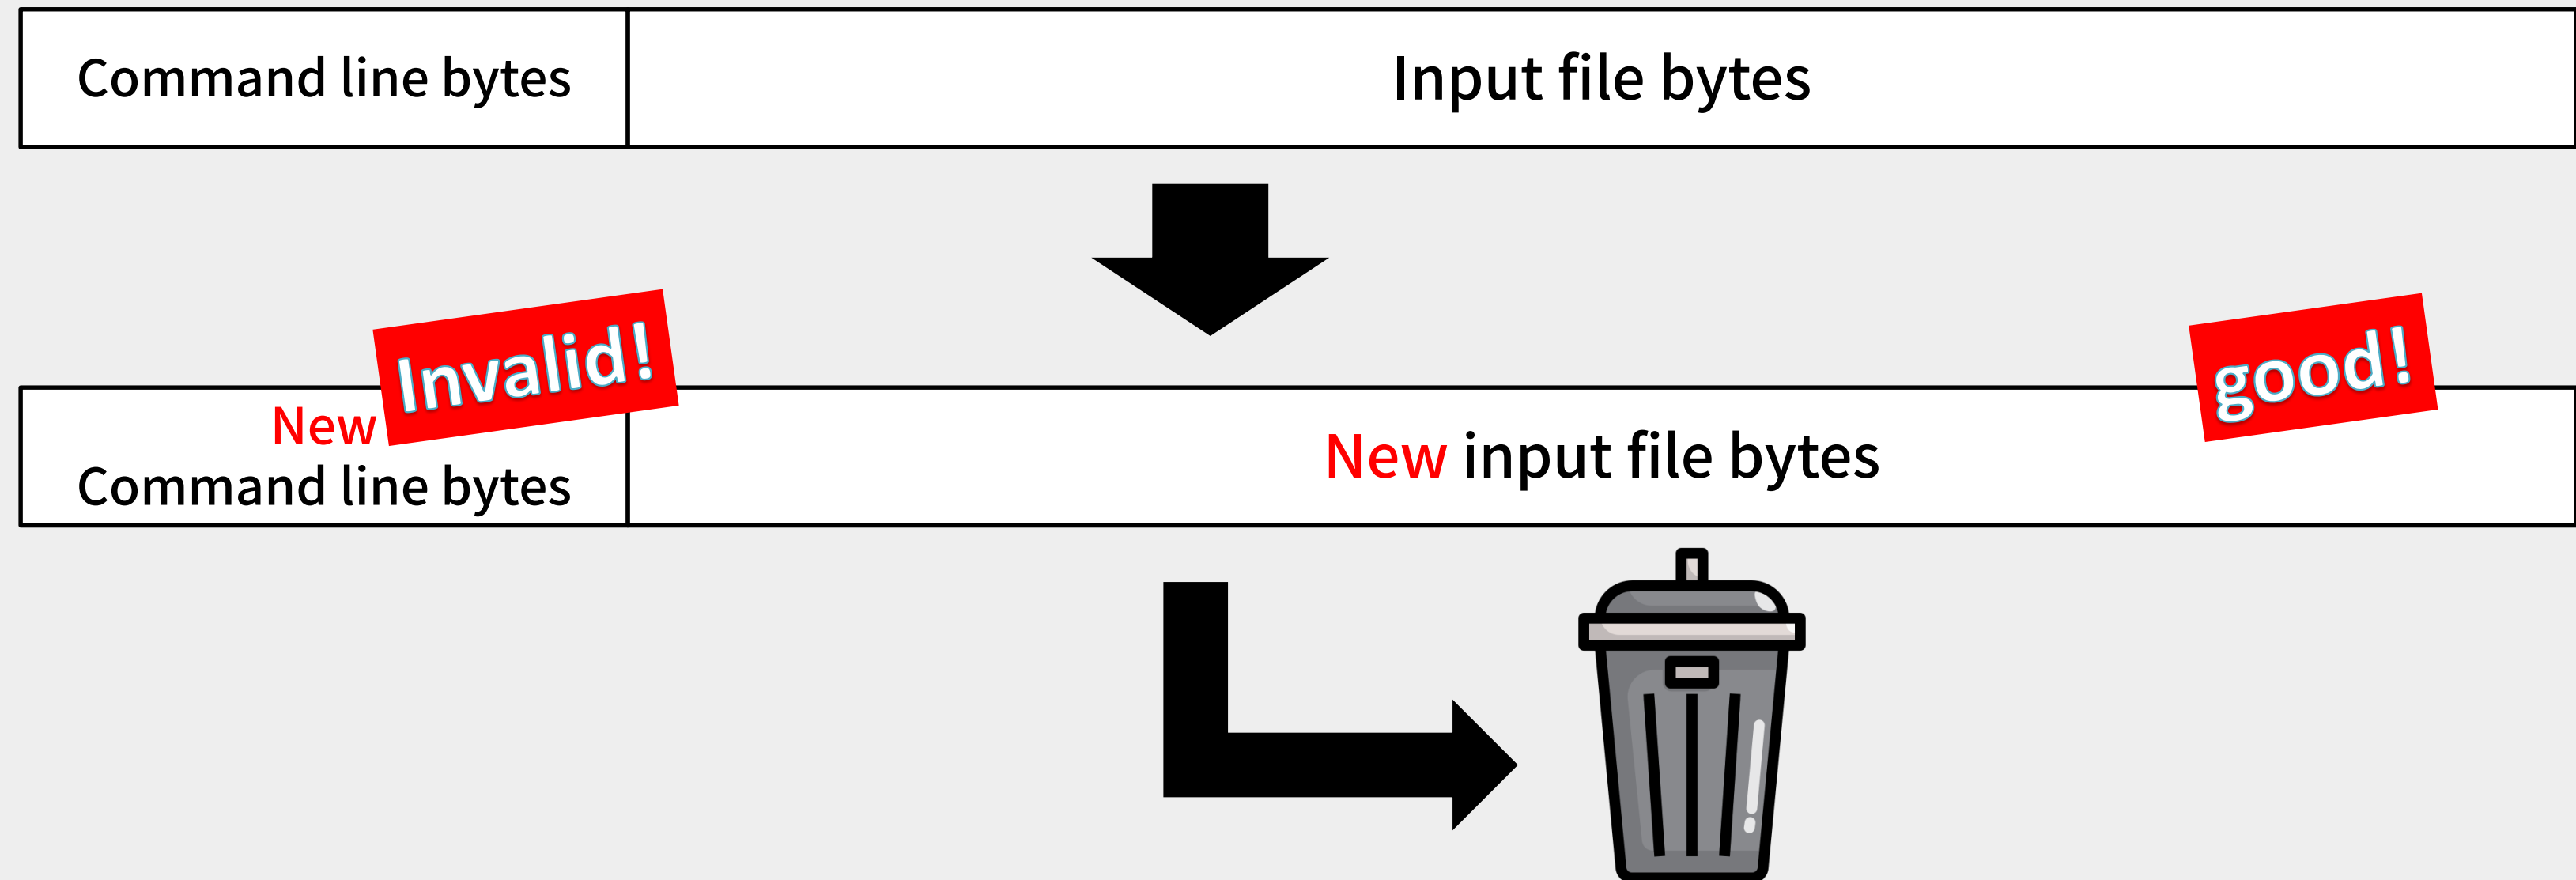 Command line bytes
Input file bytes
Invalid!
good!
New
Command line bytes
New input file bytes